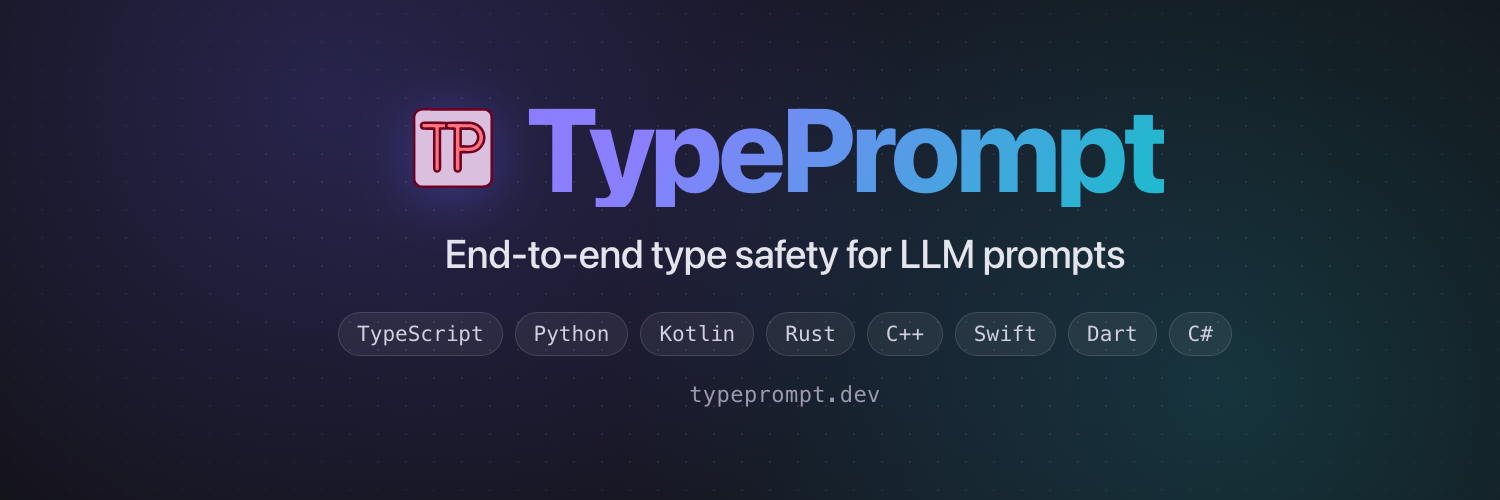 TP TypePrompt
End-to-end type safety for LLM prompts
TypeScript Python Kotlin Rust C++ Swift Dart C#
typeprompt.dev